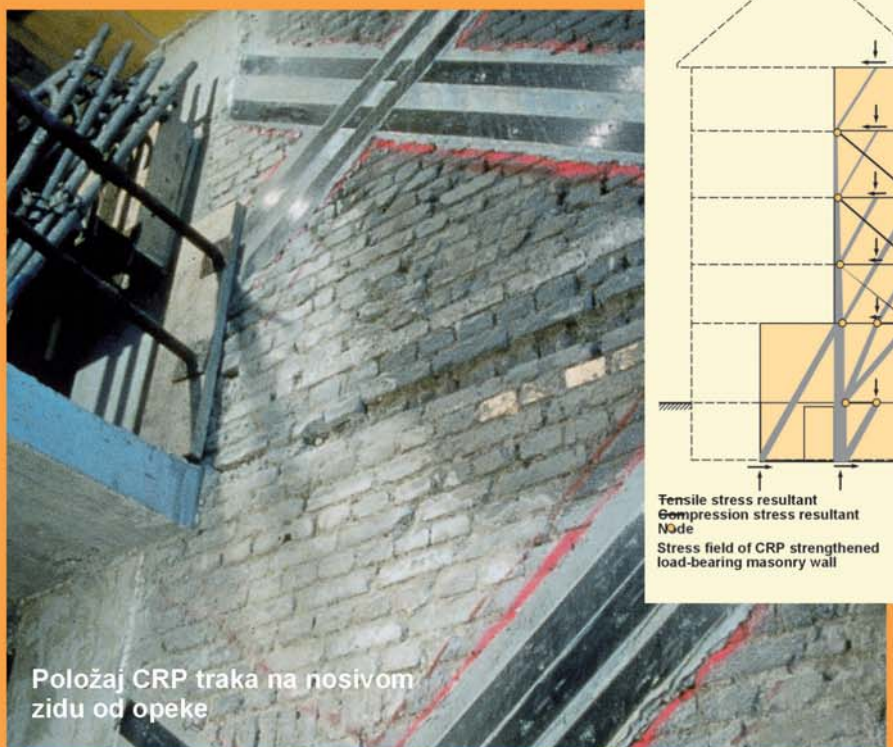 Tensile stress resultant
Compression stress resultant
Node
Stress field of CRP strengthened
load-bearing masonry wall
Položaj CRP traka na nosivom
zidu od opeke